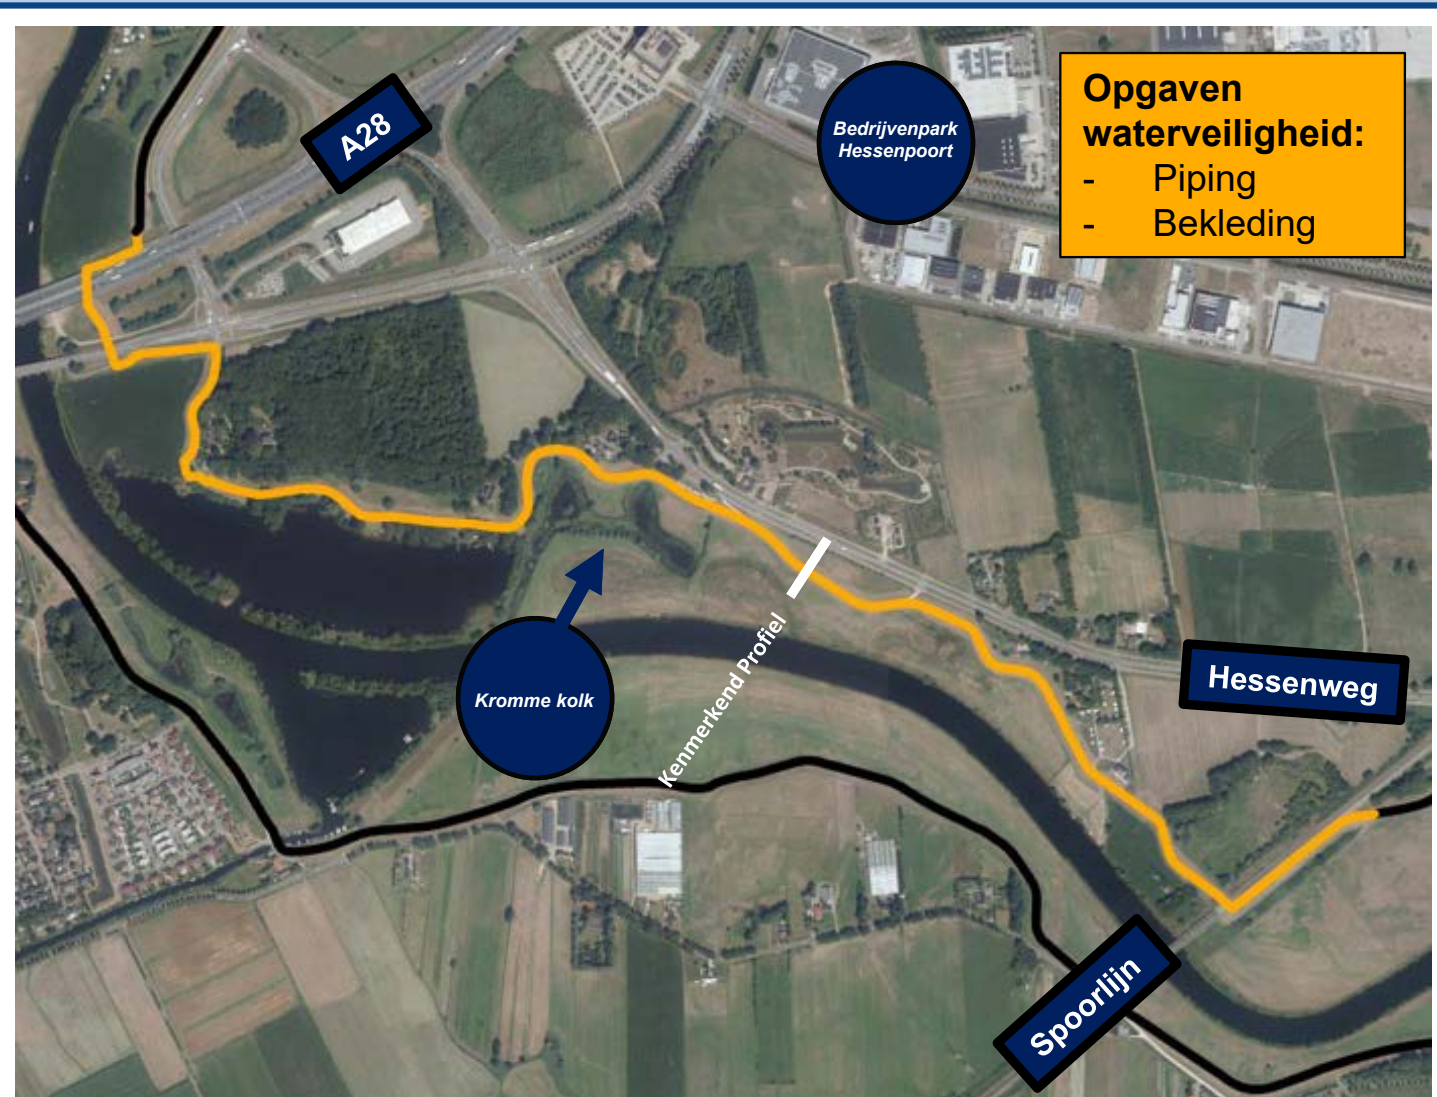 A28
Bedrijvenpark
Hessenpoort
Opgaven
waterveiligheid:
- Piping
- Bekleding
Kenmerkend Profiel
Hessenweg
Kromme kolk
Spoorlijn